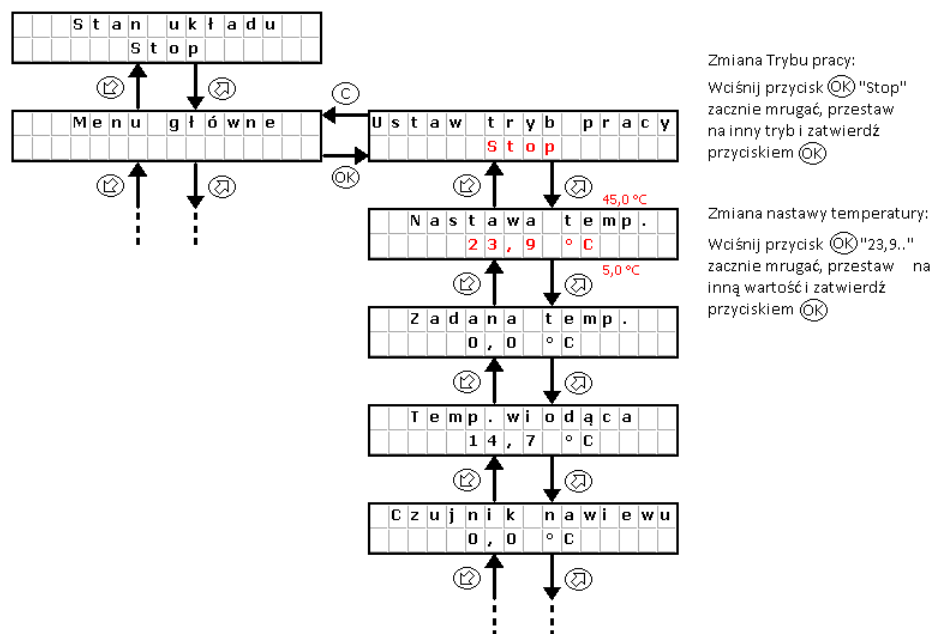 Stan układu
Stop
Menu główne
C
OK
Ustaw tryb pracy
Stop
45,0 °C
Nastawa temp.
23,9 °C
5,0 °C
Zadana temp.
0,0 °C
Temp.wiodąca
14,7 °C
Czujnik nawiewu
0,0 °C
Zmiana Trybu pracy:
Wciśnij przycisk OK "Stop"
zacznie mrugać, przestaw
na inny tryb i zatwierdź
przyciskiem OK
Zmiana nastawy temperatury:
Wciśnij przycisk OK "23,9.."
zacznie mrugać, przestaw na
inną wartość i zatwierdź
przyciskiem OK